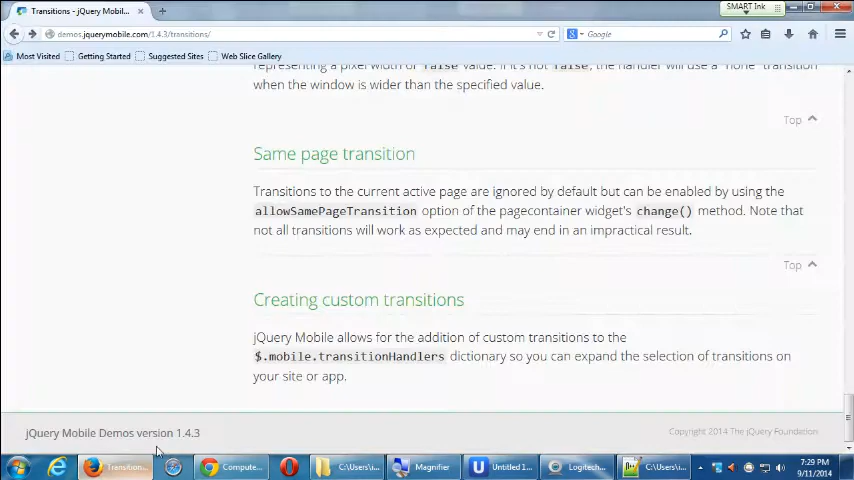 SMART Ink
Transitions - jQuery Mobil...
demos.jquerymobile.com/1.4.3/transitions/
Google
Most Visited
Getting Started
Suggested Sites
Web Slice Gallery
representing a pixel width or false value. If it's not false, the handler will use a "none" transition
when the window is wider than the specified value.
Top
Same page transition
Transitions to the current active page are ignored by default but can be enabled by using the
allowSamePageTransition option of the pagecontainer widget's change() method. Note that
not all transitions will work as expected and may end in an impractical result.
Top
Creating custom transitions
jQuery Mobile allows for the addition of custom transitions to the
$.mobile.transitionHandlers dictionary so you can expand the selection of transitions on
your site or app.
jQuery Mobile Demos version 1.4.3
Copyright 2014 The jQuery Foundation
Transition...
Compute...
C:\Users\i...
Magnifier
Untitled 1...
Logitech...
C:\Users\i...
7:29 PM
9/11/2014